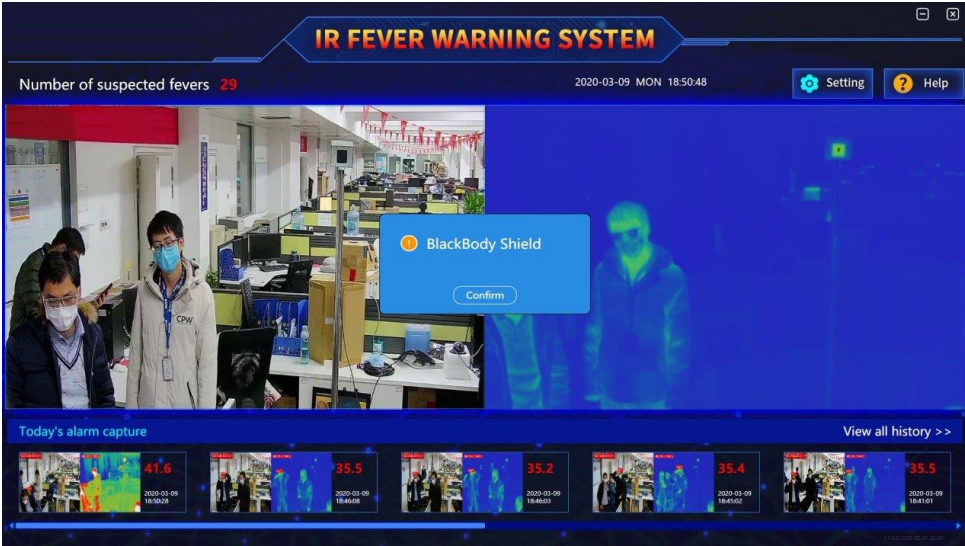 IR FEVER WARNING SYSTEM
Number of suspected fevers 29
2020-03-09 MON 18:50:48
Setting
Help
CPW
BlackBody Shield
Confirm
Today's alarm capture
View all history >>
41.6
2020-03-09
18:50:28
35.5
2020-03-09
18:46:08
35.2
2020-03-09
18:46:03
35.4
2020-03-09
18:45:02
35.5
2020-03-09
18:41:01